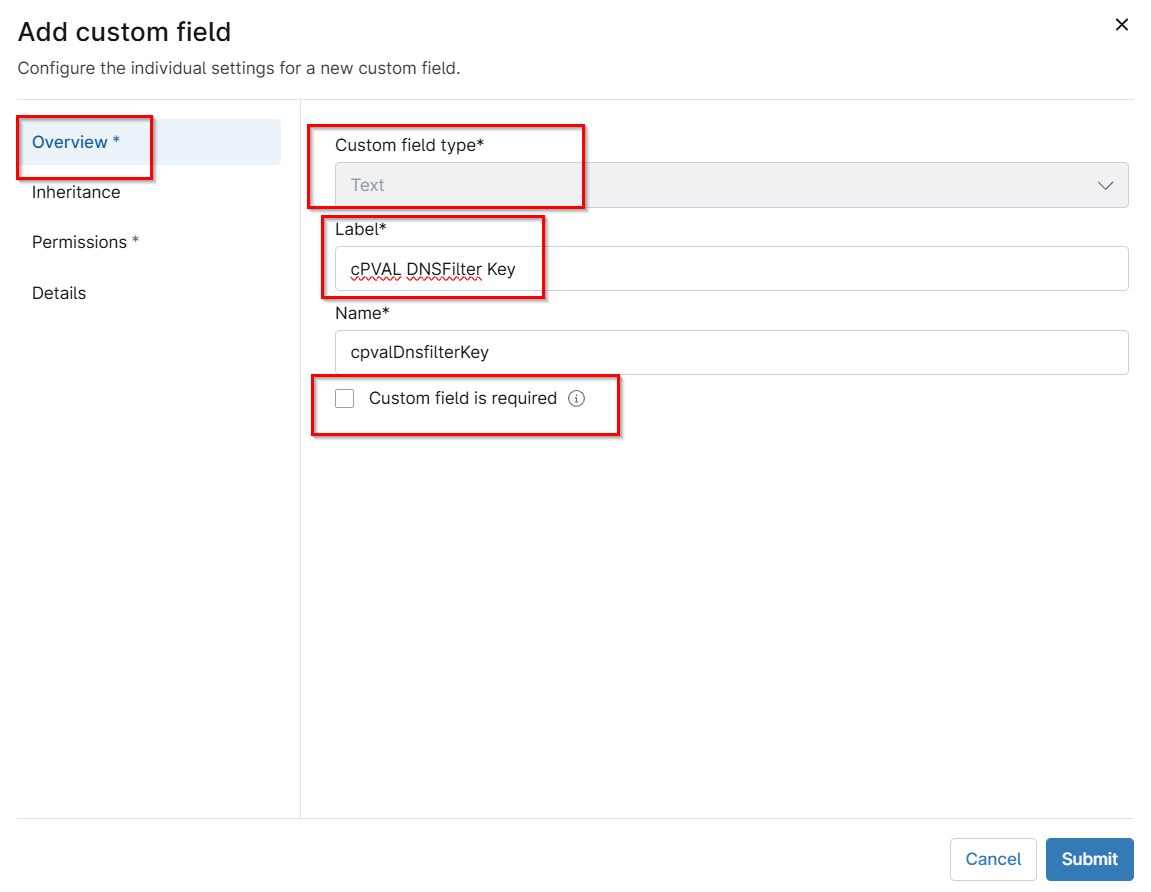 Add custom field
Configure the individual settings for a new custom field.
Overview *
Inheritance
Permissions *
Details
Custom field type*
Text
Label*
cPVAL DNSFilter Key
Name*
cpvalDnsfilterKey
Custom field is required
Cancel
Submit